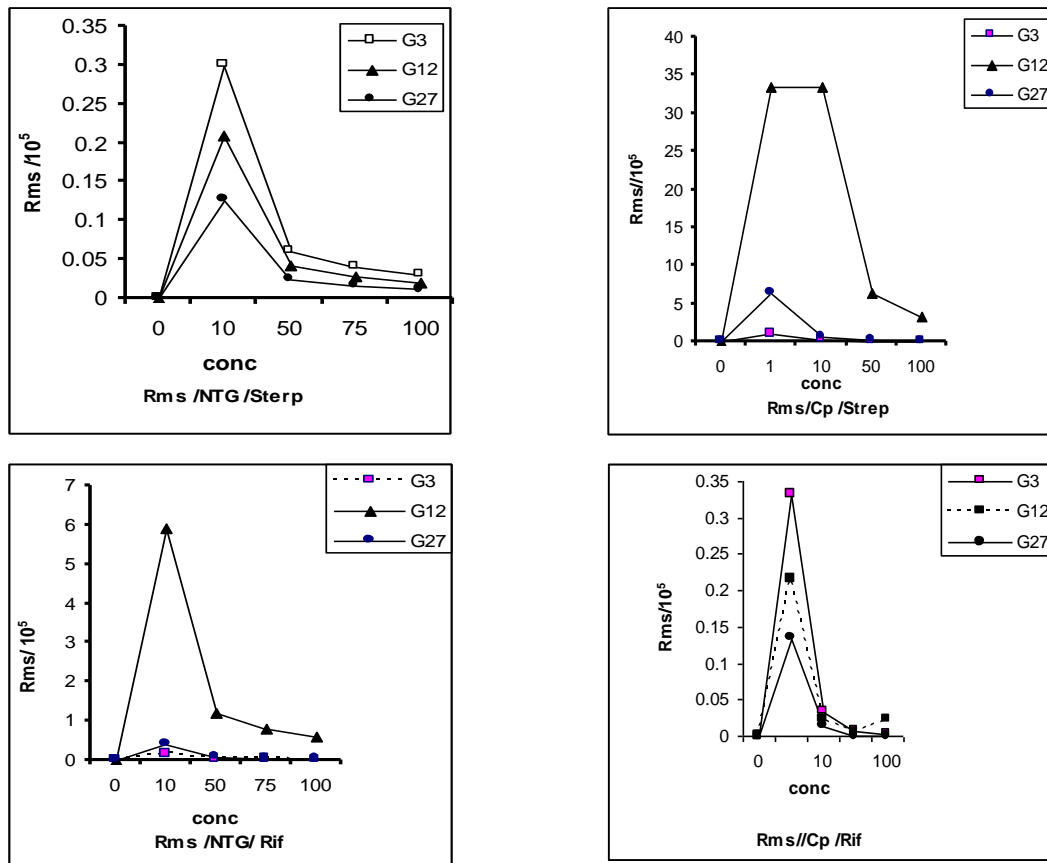 0.35
0.3
0.25
0.2
0.15
0.1
0.05
0
Rms /10⁵
0 10 50 75 100
conc
Rms /NTG /Sterp
G3
G12
G27
40
35
30
25
20
15
10
5
0
Rms//10⁵
0 1 10 50 100
conc
Rms/Cp /Strep
G3
G12
G27
7
6
5
4
3
2
1
0
Rms/ 10⁵
0 10 50 75 100
conc
Rms /NTG/ Rif
G3
G12
G27
0.35
0.3
0.25
0.2
0.15
0.1
0.05
0
Rms/10⁵
0 10 100
conc
Rms//Cp /Rif
G3
G12
G27